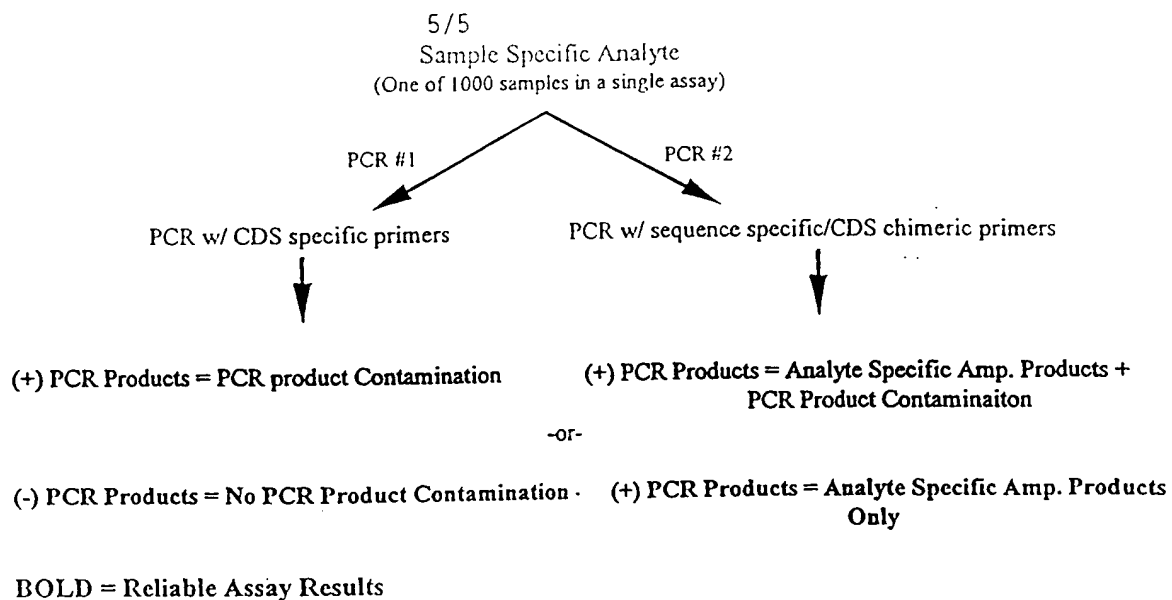 5/5
Sample Specific Analyte
(One of 1000 samples in a single assay)
PCR #1
PCR #2
PCR w/ CDS specific primers
PCR w/ sequence specific/CDS chimeric primers
(+) PCR Products = PCR product Contamination
(+) PCR Products = Analyte Specific Amp. Products +
PCR Product Contaminaiton
-or-
(-) PCR Products = No PCR Product Contamination
(+) PCR Products = Analyte Specific Amp. Products
Only
BOLD = Reliable Assay Results